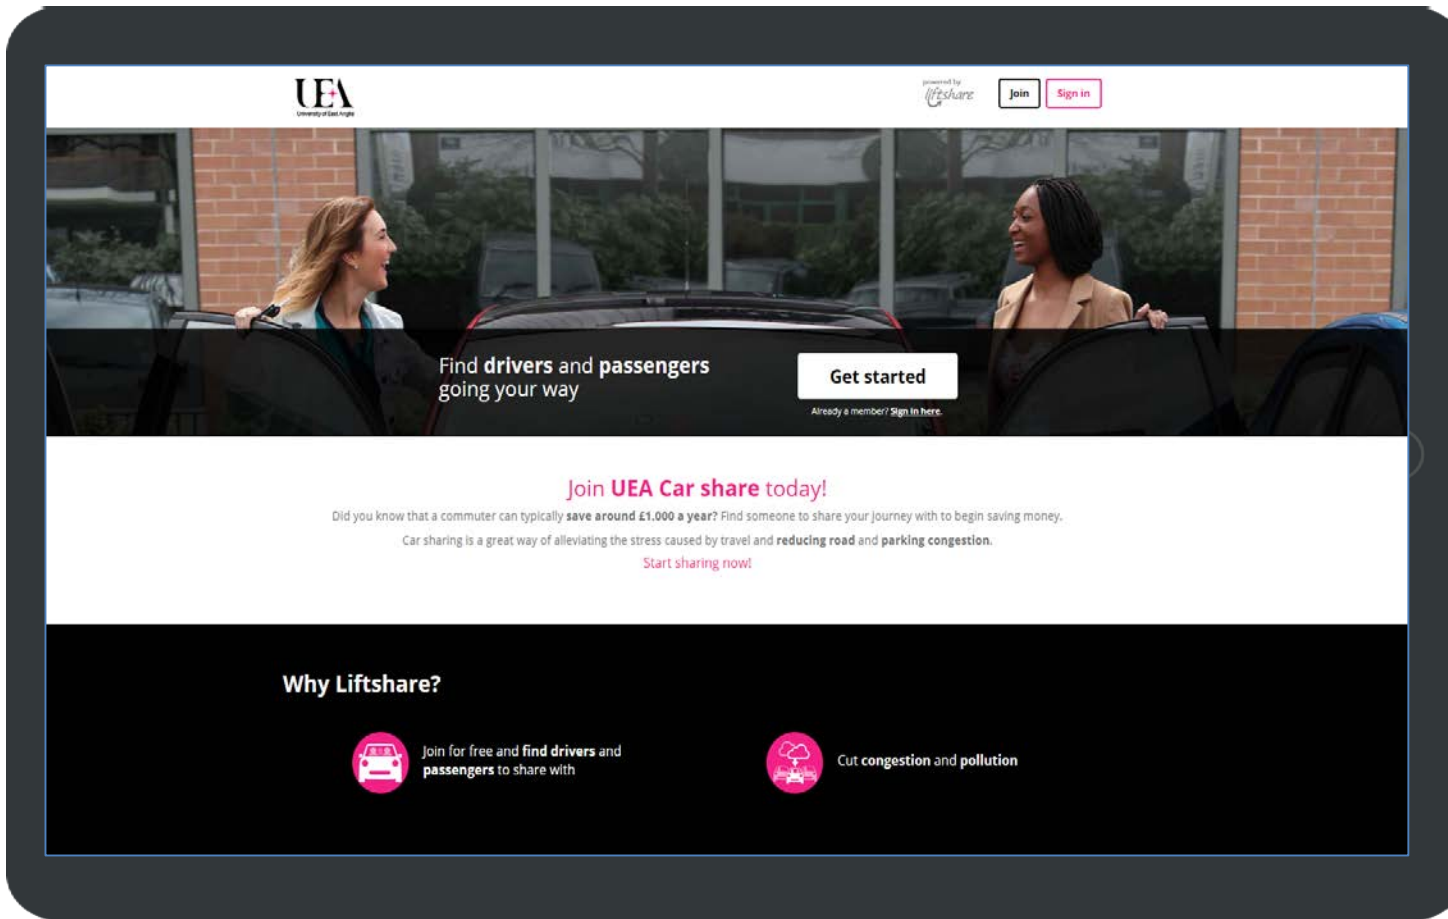 UEA
University of East Anglia
powered by
liftshare
Join
Sign in
Find drivers and passengers
going your way
Get started
Already a member? Sign in here.
Join UEA Car share today!
Did you know that a commuter can typically save around £1,000 a year? Find someone to share your journey with to begin saving money.
Car sharing is a great way of alleviating the stress caused by travel and reducing road and parking congestion.
Start sharing now!
Why Liftshare?
Join for free and find drivers and
passengers to share with
Cut congestion and pollution